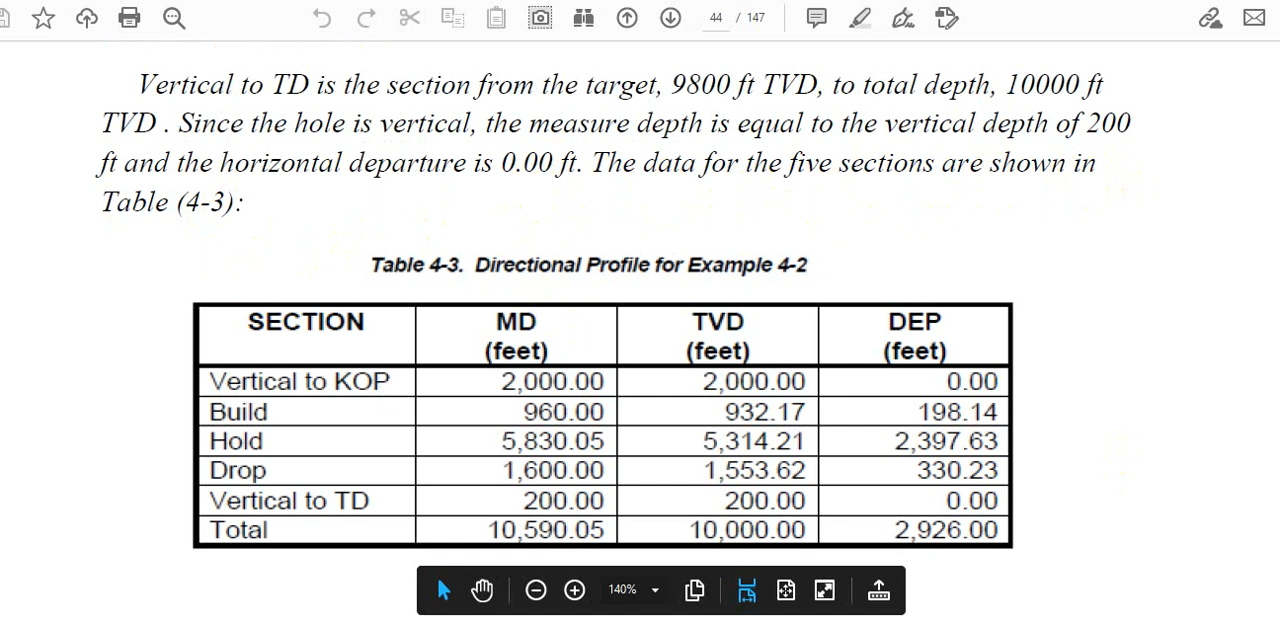 44 / 147
Vertical to TD is the section from the target, 9800 ft TVD, to total depth, 10000 ft
TVD . Since the hole is vertical, the measure depth is equal to the vertical depth of 200
ft and the horizontal departure is 0.00 ft. The data for the five sections are shown in
Table (4-3):
Table 4-3. Directional Profile for Example 4-2
SECTION MD TVD DEP
(feet) (feet) (feet)
Vertical to KOP 2,000.00 2,000.00 0.00
Build 960.00 932.17 198.14
Hold 5,830.05 5,314.21 2,397.63
Drop 1,600.00 1,553.62 330.23
Vertical to TD 200.00 200.00 0.00
Total 10,590.05 10,000.00 2,926.00
140%